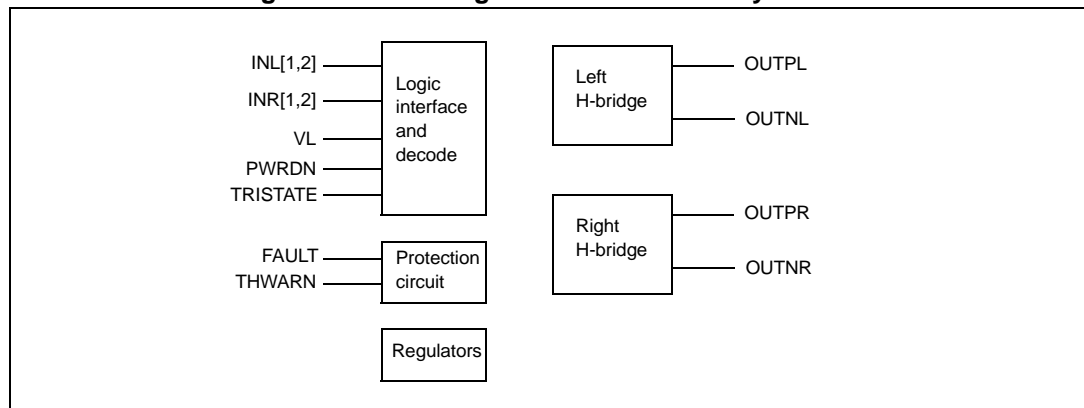 INL[1,2]
INR[1,2]
VL
PWRDN
TRISTATE
Logic
interface
and
decode
FAULT
THWARN
Protection
circuit
Regulators
Left
H-bridge
OUTPL
OUTNL
Right
H-bridge
OUTPR
OUTNR